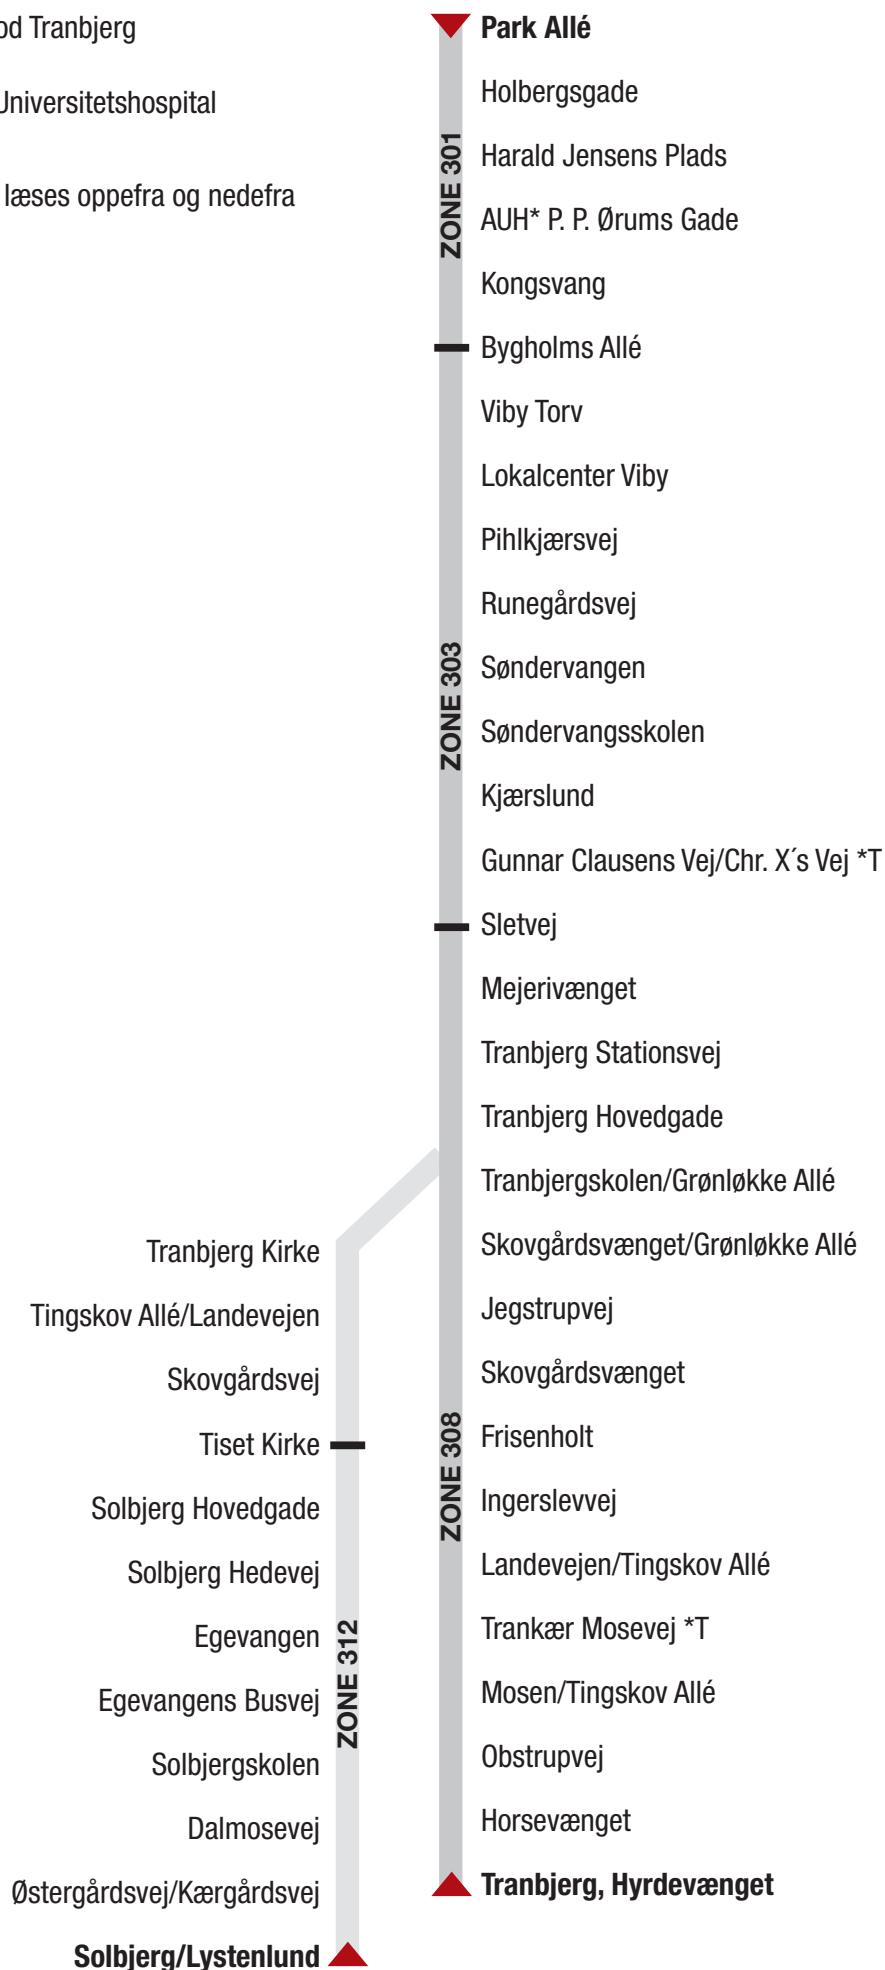 od Tranbjerg
Universitetshospital
læses oppefra og nedefra
Park Allé
Holbergsgade
Harald Jensens Plads
AUH* P. P. Ørums Gade
Kongsvang
ZONE 301
Bygholms Allé
Viby Torv
Lokalcenter Viby
Pihlkjærsvej
Runegårdsvej
Søndervangen
Søndervangsskolen
Kjærslund
Gunnar Clausens Vej/Chr. X´s Vej *T
ZONE 303
Sletvej
Mejerivænget
Tranbjerg Stationsvej
Tranbjerg Hovedgade
Tranbjergskolen/Grønløkke Allé
Skovgårdsvænget/Grønløkke Allé
Jegstrupvej
Skovgårdsvænget
Frisenholt
Ingerslevvej
Landevejen/Tingskov Allé
Trankær Mosevej *T
Mosen/Tingskov Allé
Obstrupvej
Horsevænget
Tranbjerg, Hyrdevænget
ZONE 308
Tranbjerg Kirke
Tingskov Allé/Landevejen
Skovgårdsvej
Tiset Kirke
Solbjerg Hovedgade
Solbjerg Hedevej
Egevangen
Egevangens Busvej
Solbjergskolen
Dalmosevej
Østergårdsvej/Kærgårdsvej
Solbjerg/Lystenlund
ZONE 312